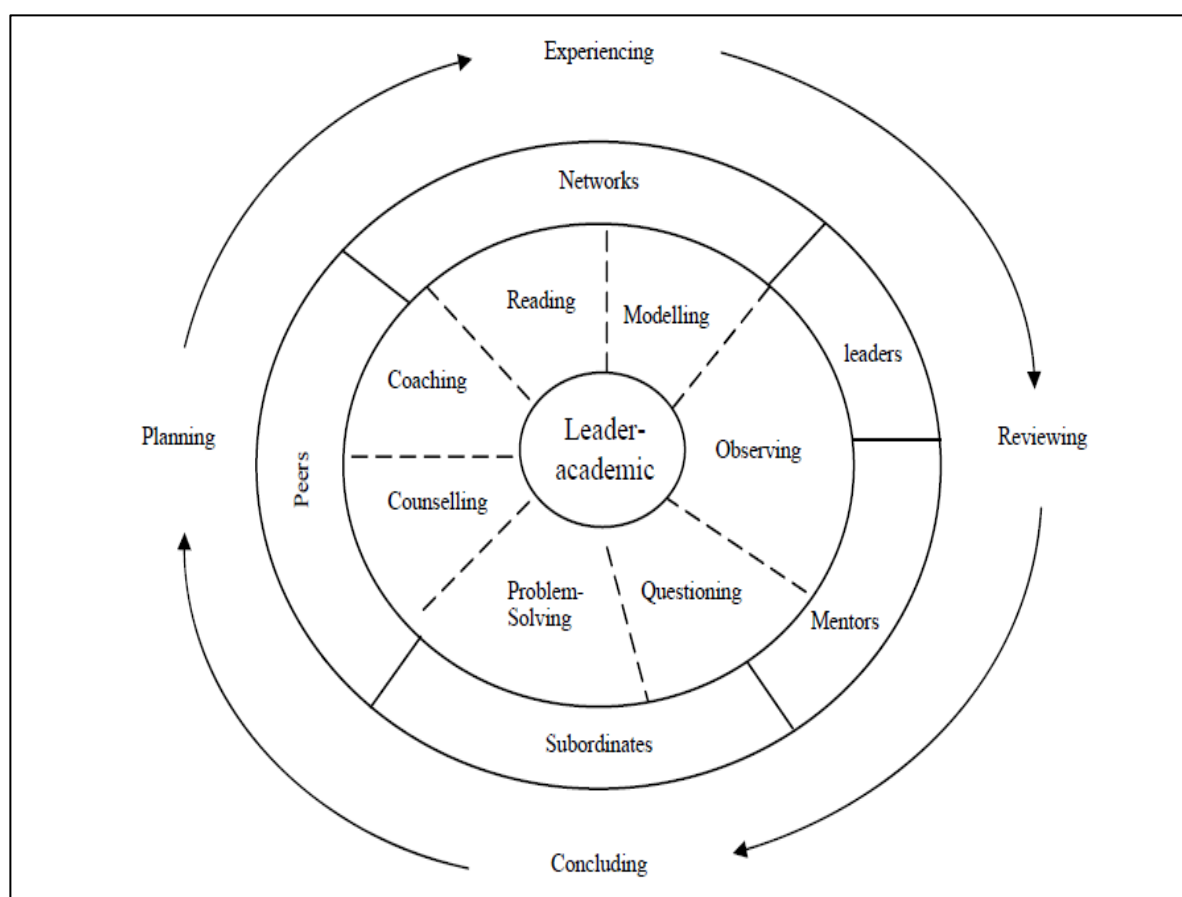 Experiencing
Networks
Reading
Modelling
leaders
Coaching
Leader-
academic
Planning
Reviewing
Observing
Peers
Counselling
Problem-
Solving
Questioning
Mentors
Subordinates
Concluding